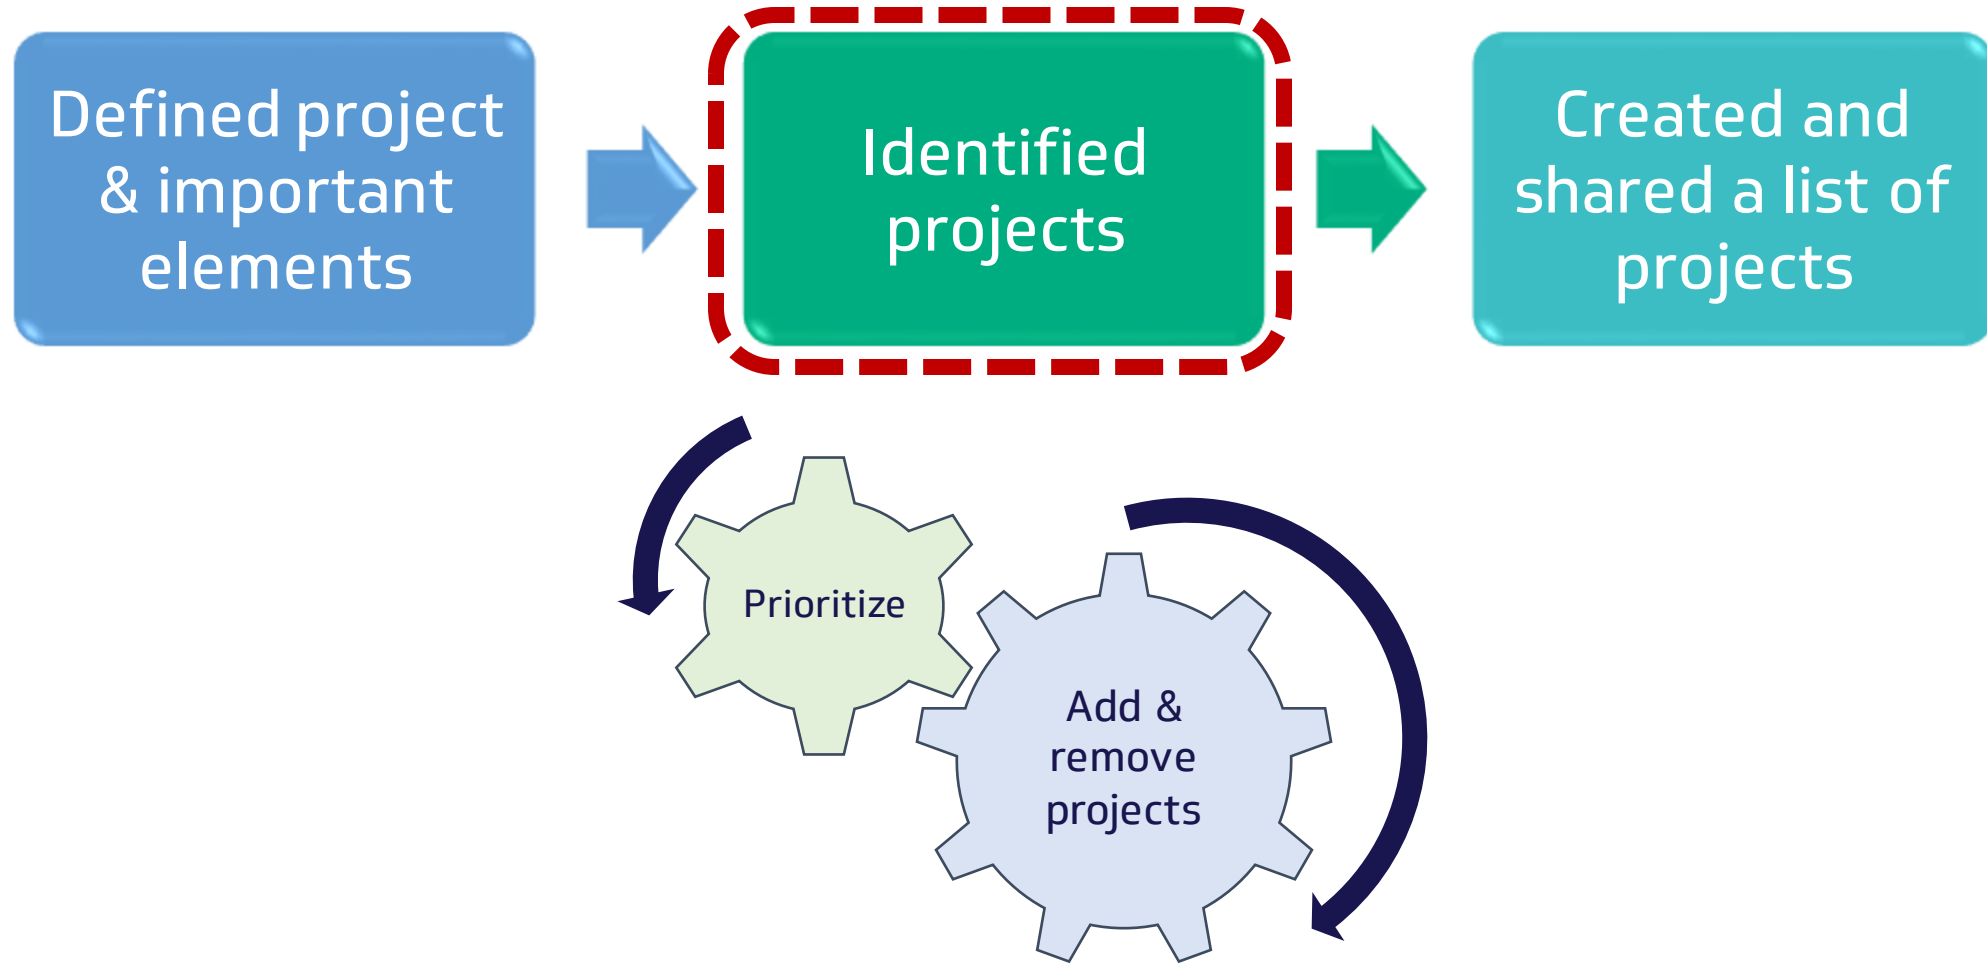 Defined project
& important
elements
Identified
projects
Created and
shared a list of
projects
Prioritize
Add &
remove
projects